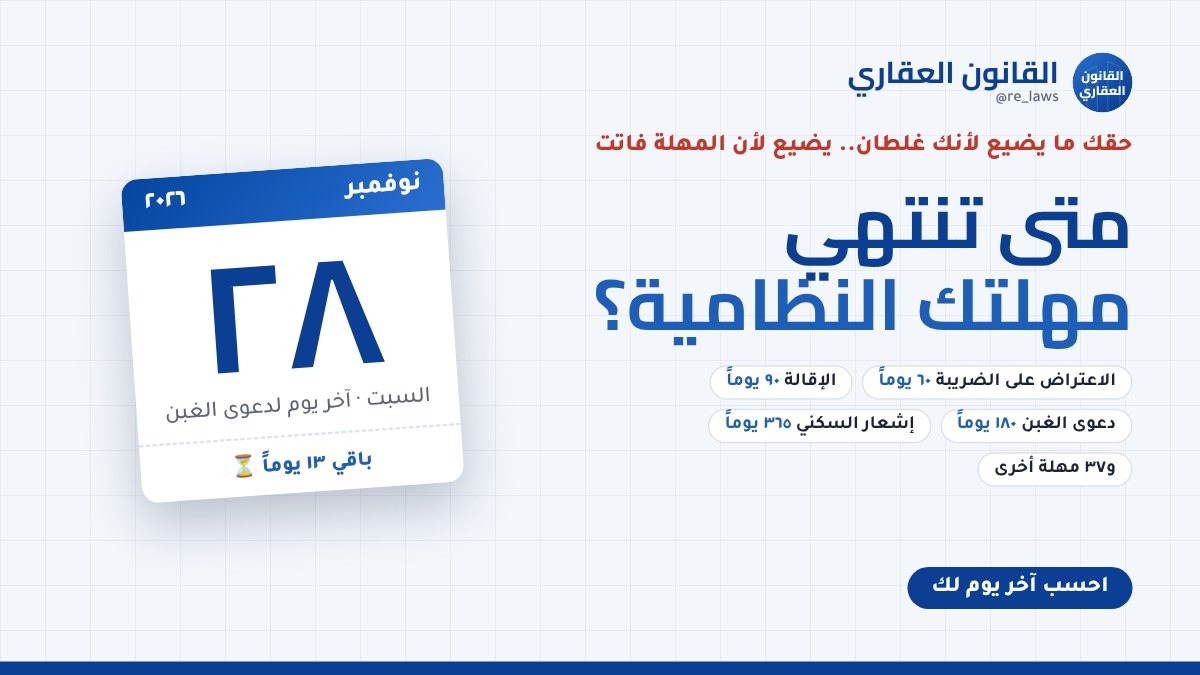 القانون العقاري
القانون العقاري
@re_laws
حقك ما يضيع لأنك غلطان.. يضيع لأن المهلة فاتت
متى تنتهي
مهلتك النظامية؟
الاعتراض على الضريبة ٦٠ يوماً
الإقالة ٩٠ يوماً
دعوى الغبن ١٨٠ يوماً
إشعار السكني ٣٦٥ يوماً
و٣٧ مهلة أخرى
احسب آخر يوم لك
نوفمبر ٢٠٢٦
٢٨
السبت · آخر يوم لدعوى الغبن
باقي ١٣ يوماً ⏳